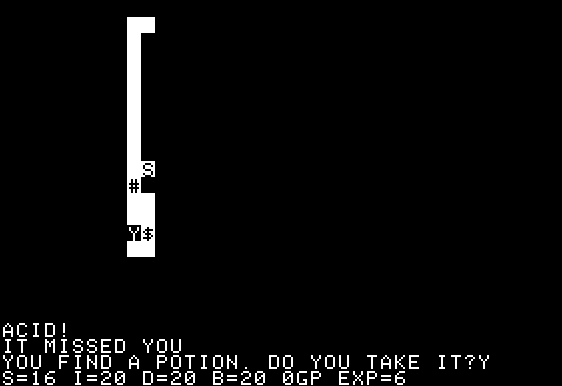 S
#
Y$
ACID!
IT MISSED YOU
YOU FIND A POTION, DO YOU TAKE IT?Y
S=16 I=20 D=20 B=20 0GP EXP=6